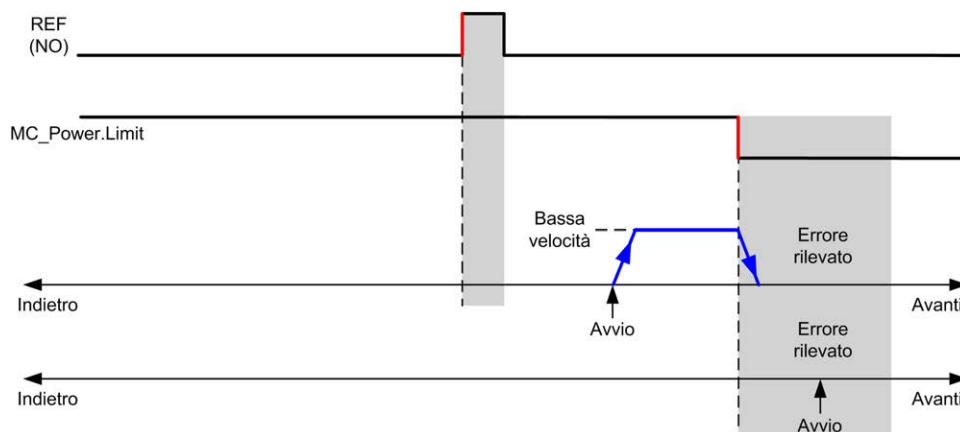 REF
(NO)
MC_Power.Limit
Bassa
velocità
Errore
rilevato
Indietro
Avanti
Avvio
Errore
rilevato
Indietro
Avanti
Avvio